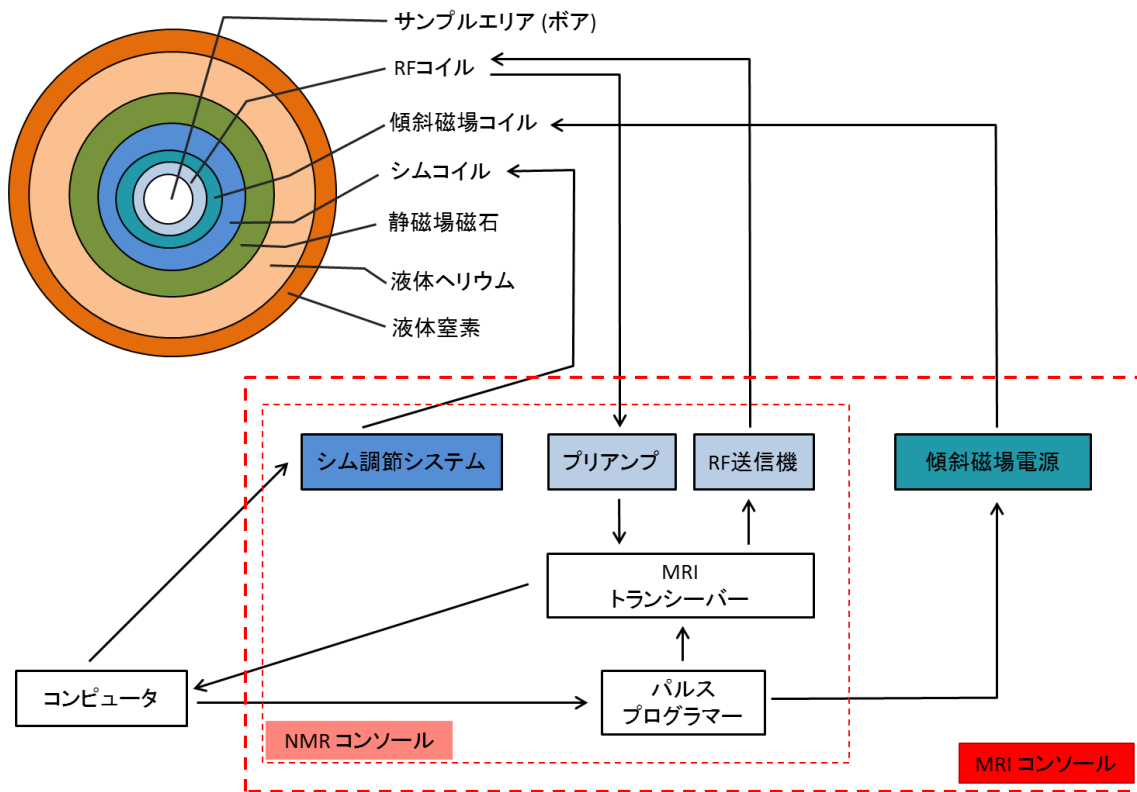 サンプルエリア (ボア)
RFコイル
傾斜磁場コイル
シムコイル
静磁場磁石
液体ヘリウム
液体窒素
シム調節システム
プリアンプ
RF送信機
傾斜磁場電源
MRI
トランシーバー
コンピュータ
パルス
プログラマー
NMR コンソール
MRI コンソール